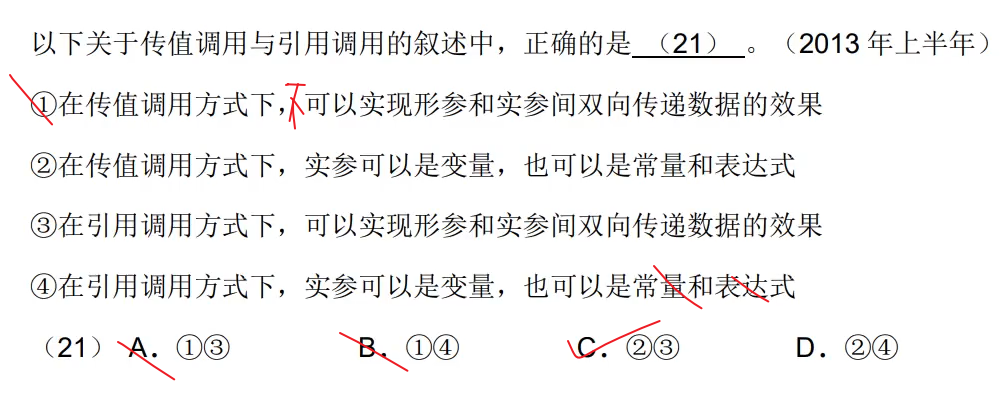 以下关于传值调用与引用调用的叙述中，正确的是 （21） 。（2013 年上半年）
①在传值调用方式下，不可以实现形参和实参间双向传递数据的效果
②在传值调用方式下，实参可以是变量，也可以是常量和表达式
③在引用调用方式下，可以实现形参和实参间双向传递数据的效果
④在引用调用方式下，实参可以是变量，也可以是常量和表达式
（21） A．①③ B．①④ C．②③ D．②④